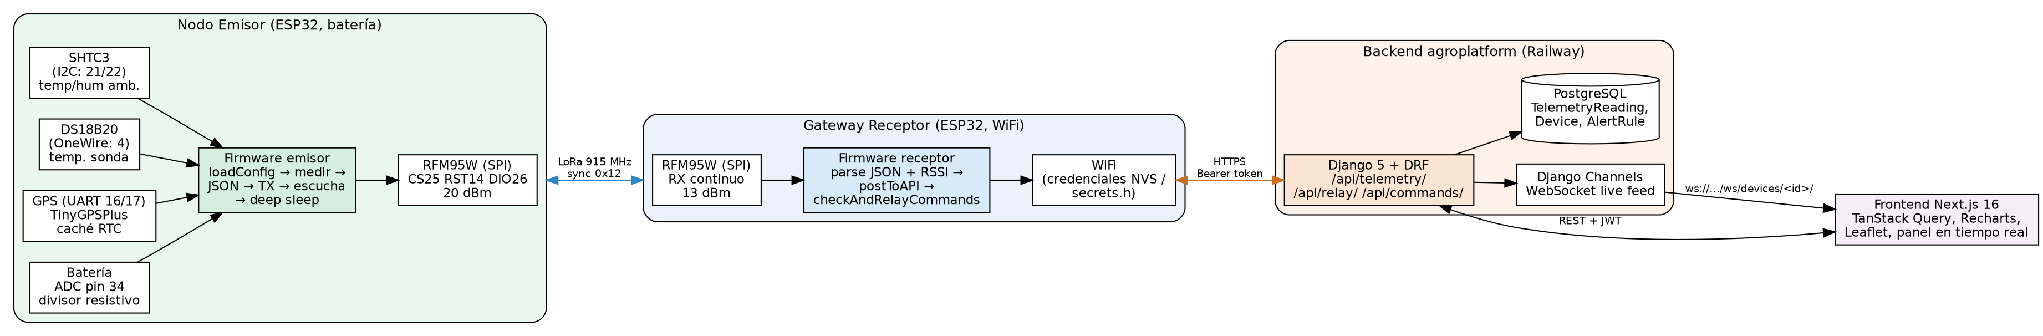 Nodo Emisor (ESP32, batería)
SHTC3
(I2C: 21/22)
temp/hum amb.
DS18B20
(OneWire: 4)
temp. sonda
GPS (UART 16/17)
TinyGPSPlus
caché RTC
Batería
ADC pin 34
divisor resistivo
Firmware emisor
loadConfig → medir →
JSON → TX → escucha
→ deep sleep
RFM95W (SPI)
CS25 RST14 DIO26
20 dBm
LoRa 915 MHz
sync 0x12
Gateway Receptor (ESP32, WiFi)
RFM95W (SPI)
RX continuo
13 dBm
Firmware receptor
parse JSON + RSSI →
postToAPI →
checkAndRelayCommands
WiFi
(credenciales NVS /
secrets.h)
HTTPS
Bearer token
Backend agroplatform (Railway)
Django 5 + DRF
/api/telemetry/
/api/relay/ /api/commands/
PostgreSQL
TelemetryReading,
Device, AlertRule
Django Channels
WebSocket live feed
ws://.../ws/devices/<id>/
REST + JWT
Frontend Next.js 16
TanStack Query, Recharts,
Leaflet, panel en tiempo real